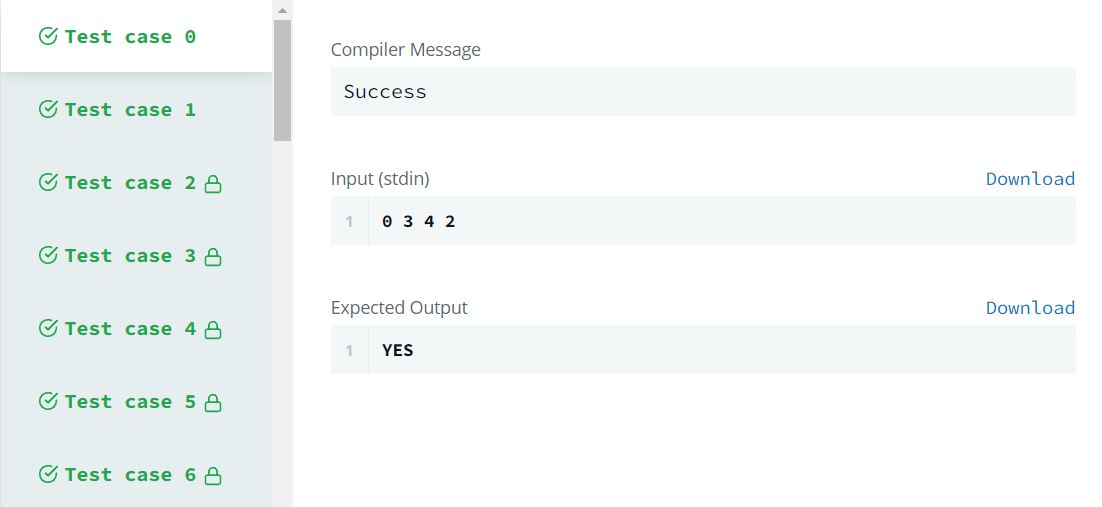 Test case 0
Test case 1
Test case 2
Test case 3
Test case 4
Test case 5
Test case 6
Compiler Message
Success
Input (stdin)
Download
1 0 3 4 2
Expected Output
Download
1 YES